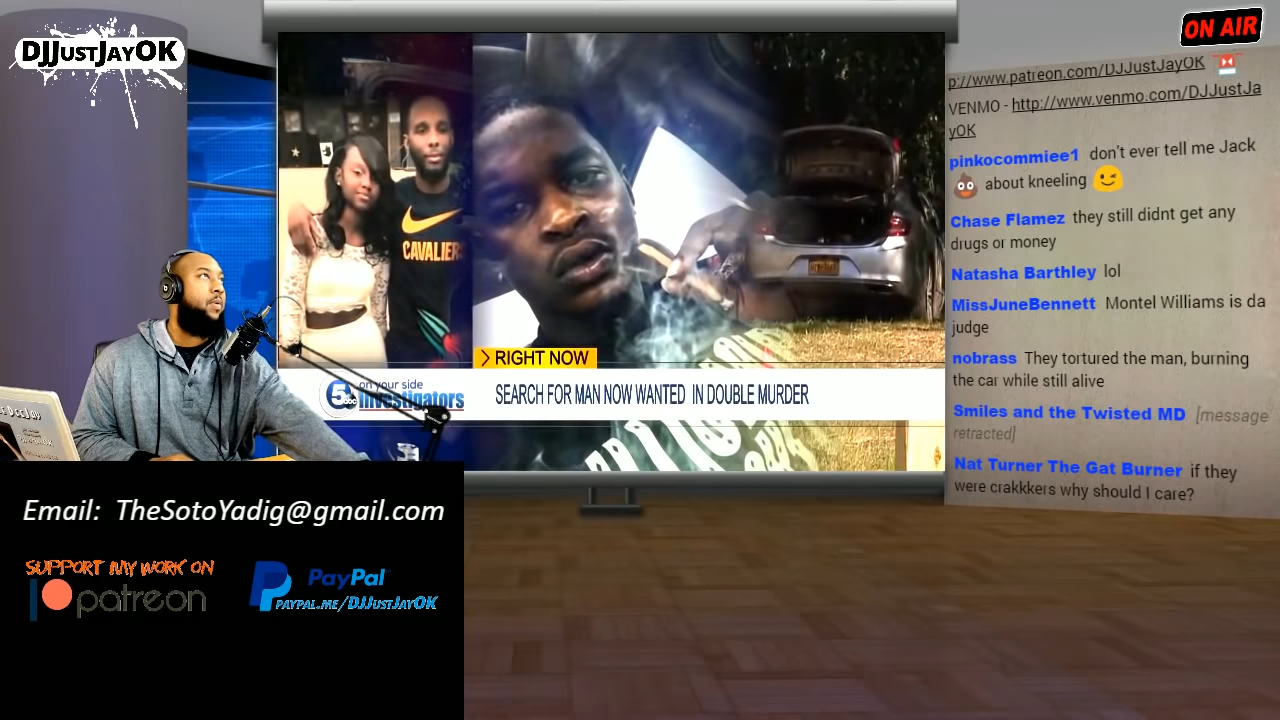 DJJustJayOK
ON AIR
p://www.patreon.com/DJJustJayOK
VENMO - http://www.venmo.com/DJJustJa
yOK
pinkocommiee1 don't ever tell me Jack
about kneeling
Chase Flamez they still didnt get any
drugs or money
Natasha Barthley lol
MissJuneBennett Montel Williams is da
judge
nobrass They tortured the man, burning
the car while still alive
Smiles and the Twisted MD [message
retracted]
Nat Turner The Gat Burner if they
were crakkkers why should I care?
CAVALIERS
RIGHT NOW
5 abc on your side
investigators
SEARCH FOR MAN NOW WANTED IN DOUBLE MURDER
Email: TheSotoYadig@gmail.com
SUPPORT MY WORK ON
patreon
PayPal
PAYPAL.ME/DJJustJayOK